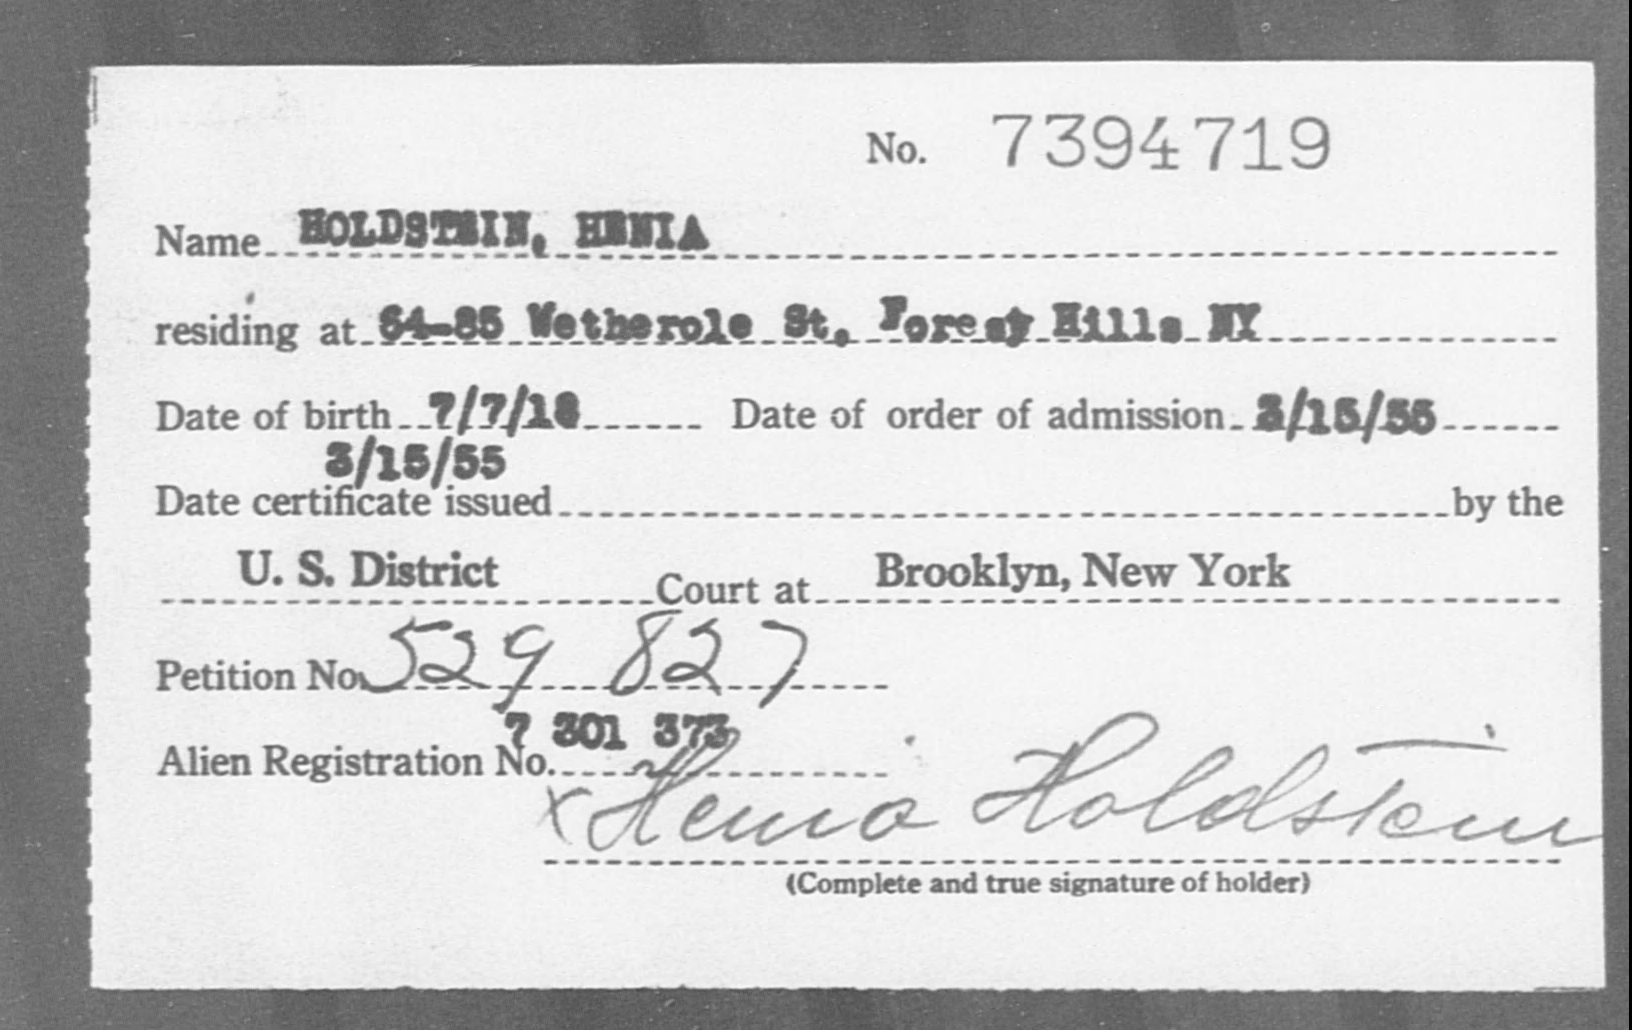 No. 7394719
Name HOLDSTEIN, HENIA
residing at 64-85 Wetherole St. Forest Hills NY
Date of birth 7/7/18 Date of order of admission 3/15/55
3/15/55
Date certificate issued by the
U. S. District Court at Brooklyn, New York
Petition No. 529 827
7 301 373
Alien Registration No.
x Henia Holdstein
(Complete and true signature of holder)